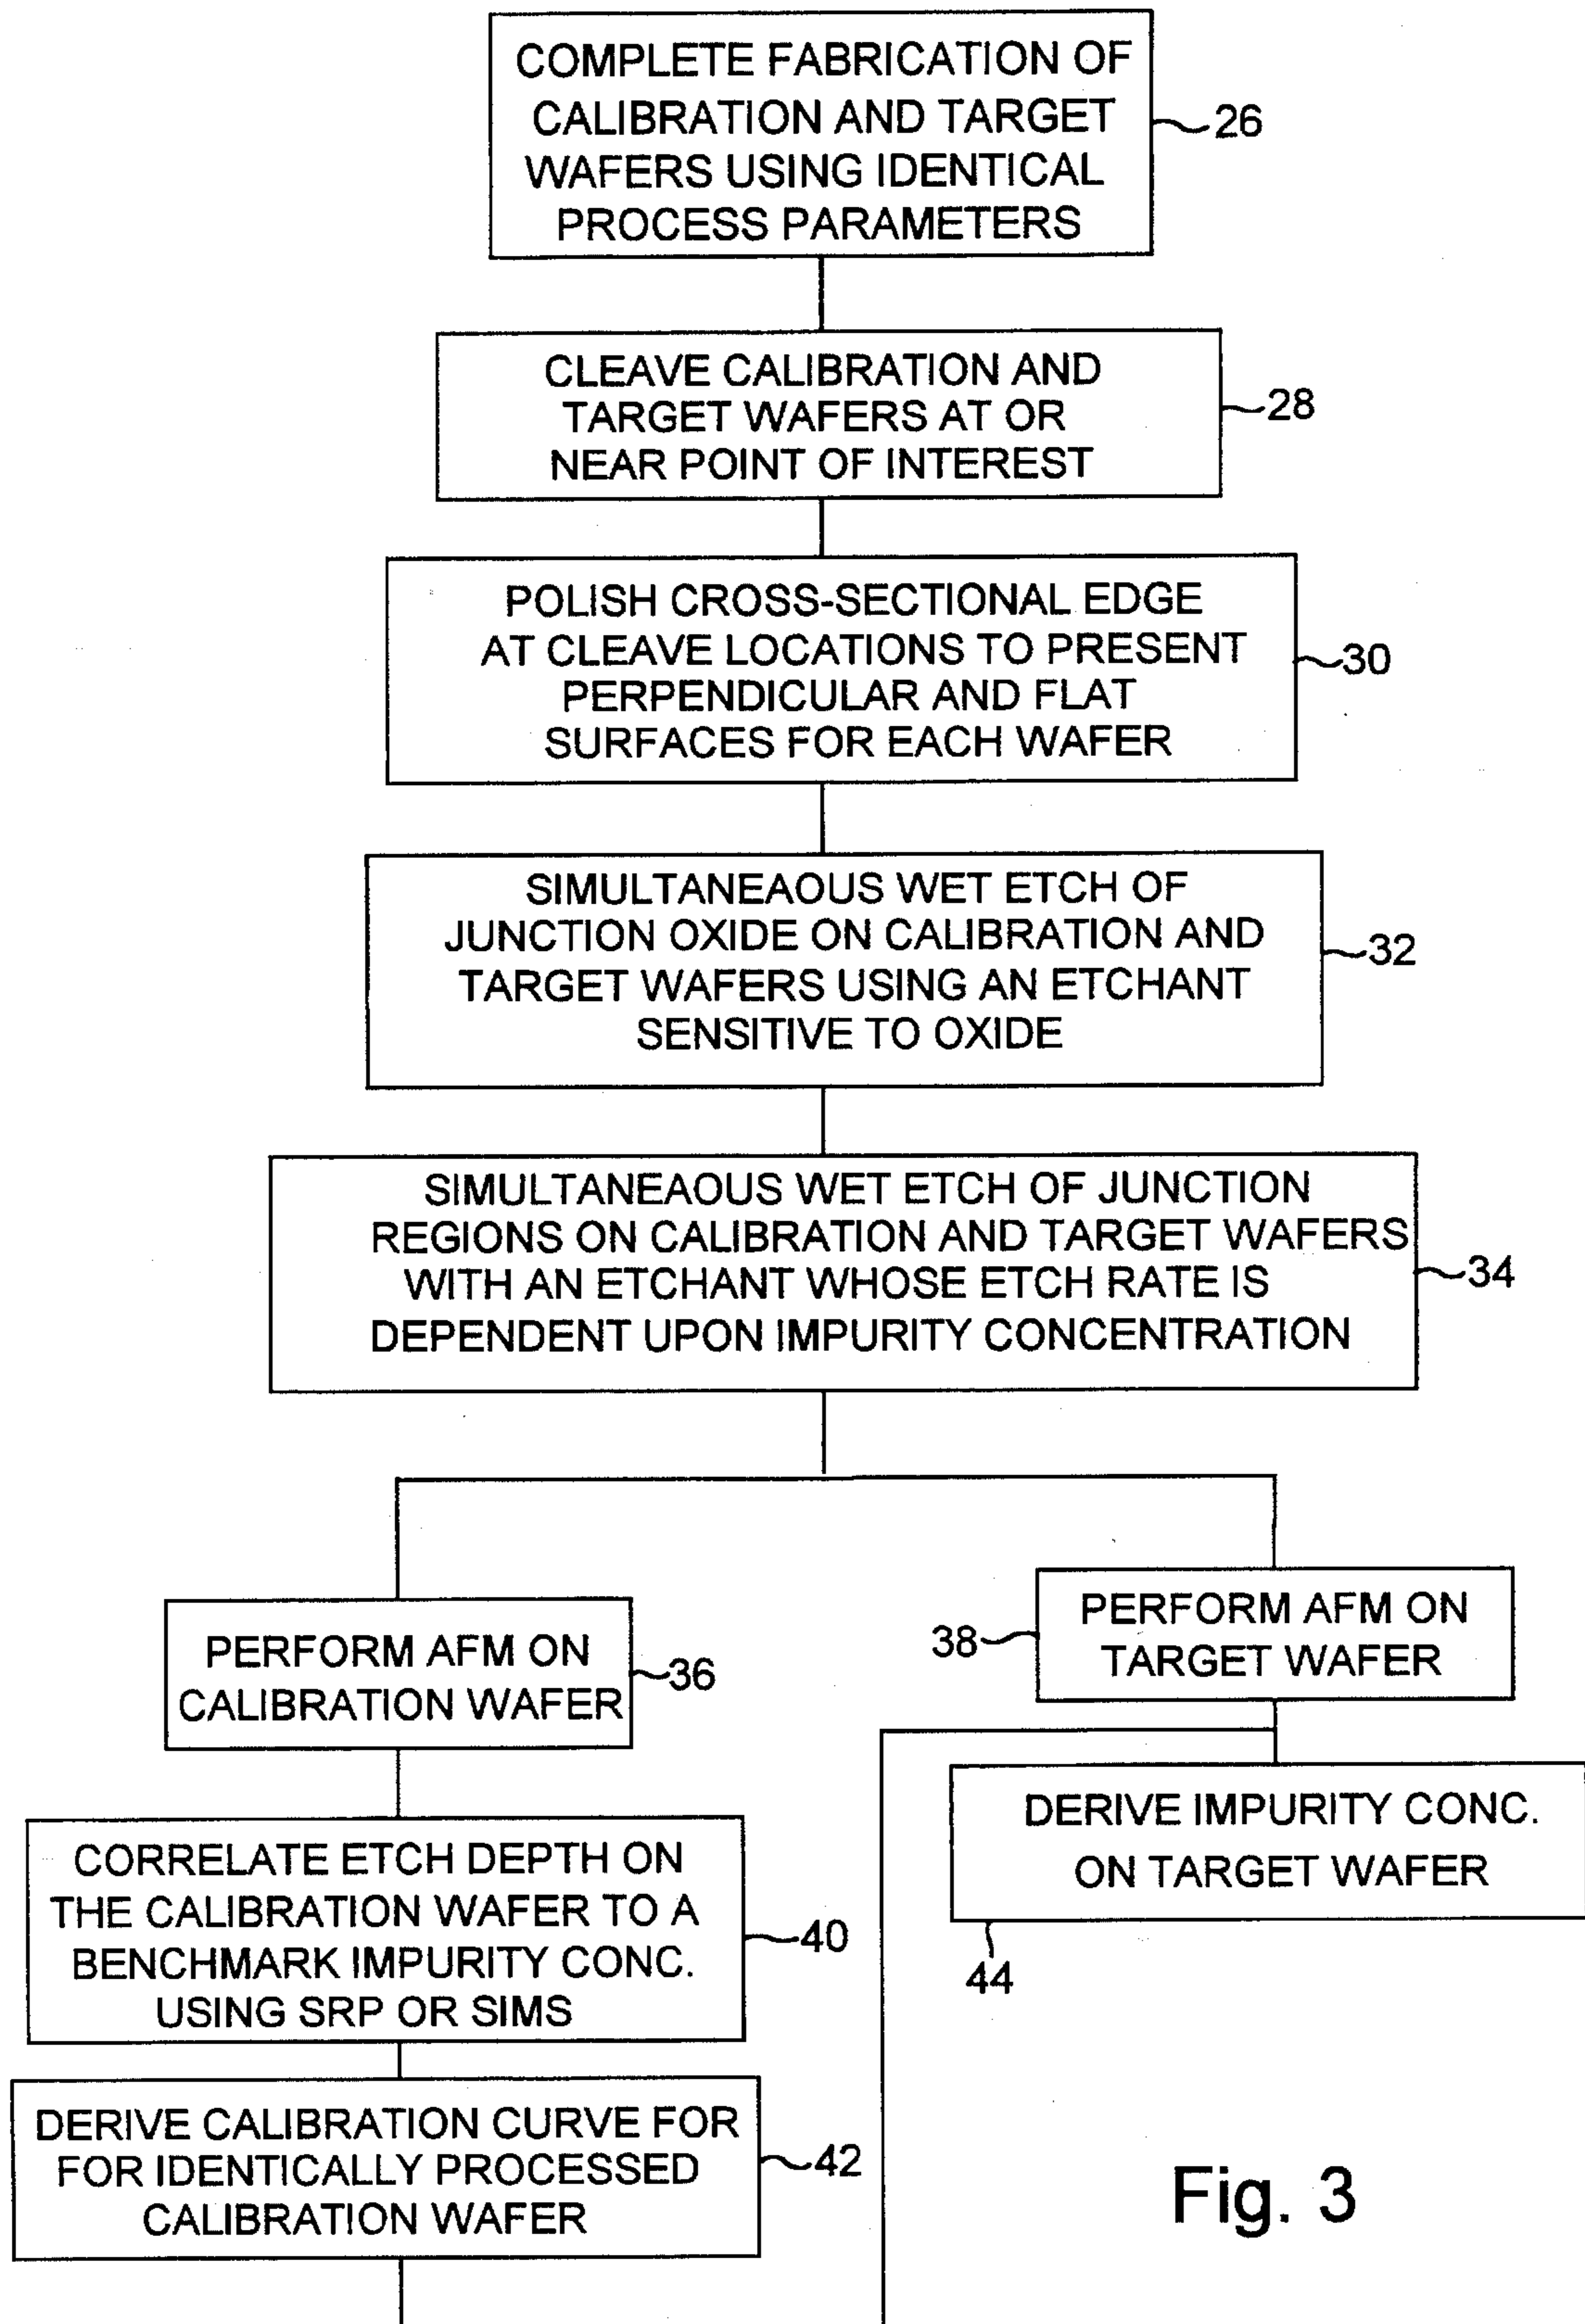 COMPLETE FABRICATION OF
CALIBRATION AND TARGET
WAFERS USING IDENTICAL
PROCESS PARAMETERS
26
CLEAVE CALIBRATION AND
TARGET WAFERS AT OR
NEAR POINT OF INTEREST
28
POLISH CROSS-SECTIONAL EDGE
AT CLEAVE LOCATIONS TO PRESENT
PERPENDICULAR AND FLAT
SURFACES FOR EACH WAFER
30
SIMULTANEAOUS WET ETCH OF
JUNCTION OXIDE ON CALIBRATION AND
TARGET WAFERS USING AN ETCHANT
SENSITIVE TO OXIDE
32
SIMULTANEAOUS WET ETCH OF JUNCTION
REGIONS ON CALIBRATION AND TARGET WAFERS
WITH AN ETCHANT WHOSE ETCH RATE IS
DEPENDENT UPON IMPURITY CONCENTRATION
34
PERFORM AFM ON
CALIBRATION WAFER
36
38
PERFORM AFM ON
TARGET WAFER
CORRELATE ETCH DEPTH ON
THE CALIBRATION WAFER TO A
BENCHMARK IMPURITY CONC.
USING SRP OR SIMS
40
DERIVE IMPURITY CONC.
ON TARGET WAFER
44
DERIVE CALIBRATION CURVE FOR
FOR IDENTICALLY PROCESSED
CALIBRATION WAFER
42
Fig. 3